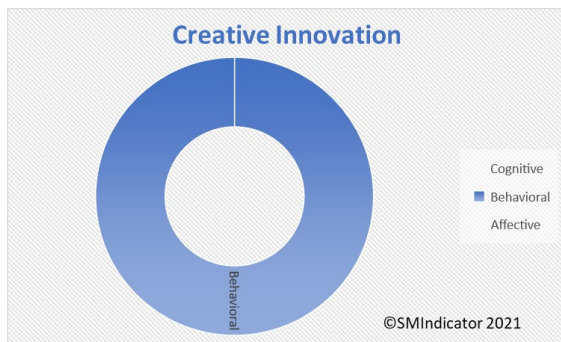 Creative Innovation
Cognitive
Behavioral
Affective
Behavioral
©SMIndicator 2021